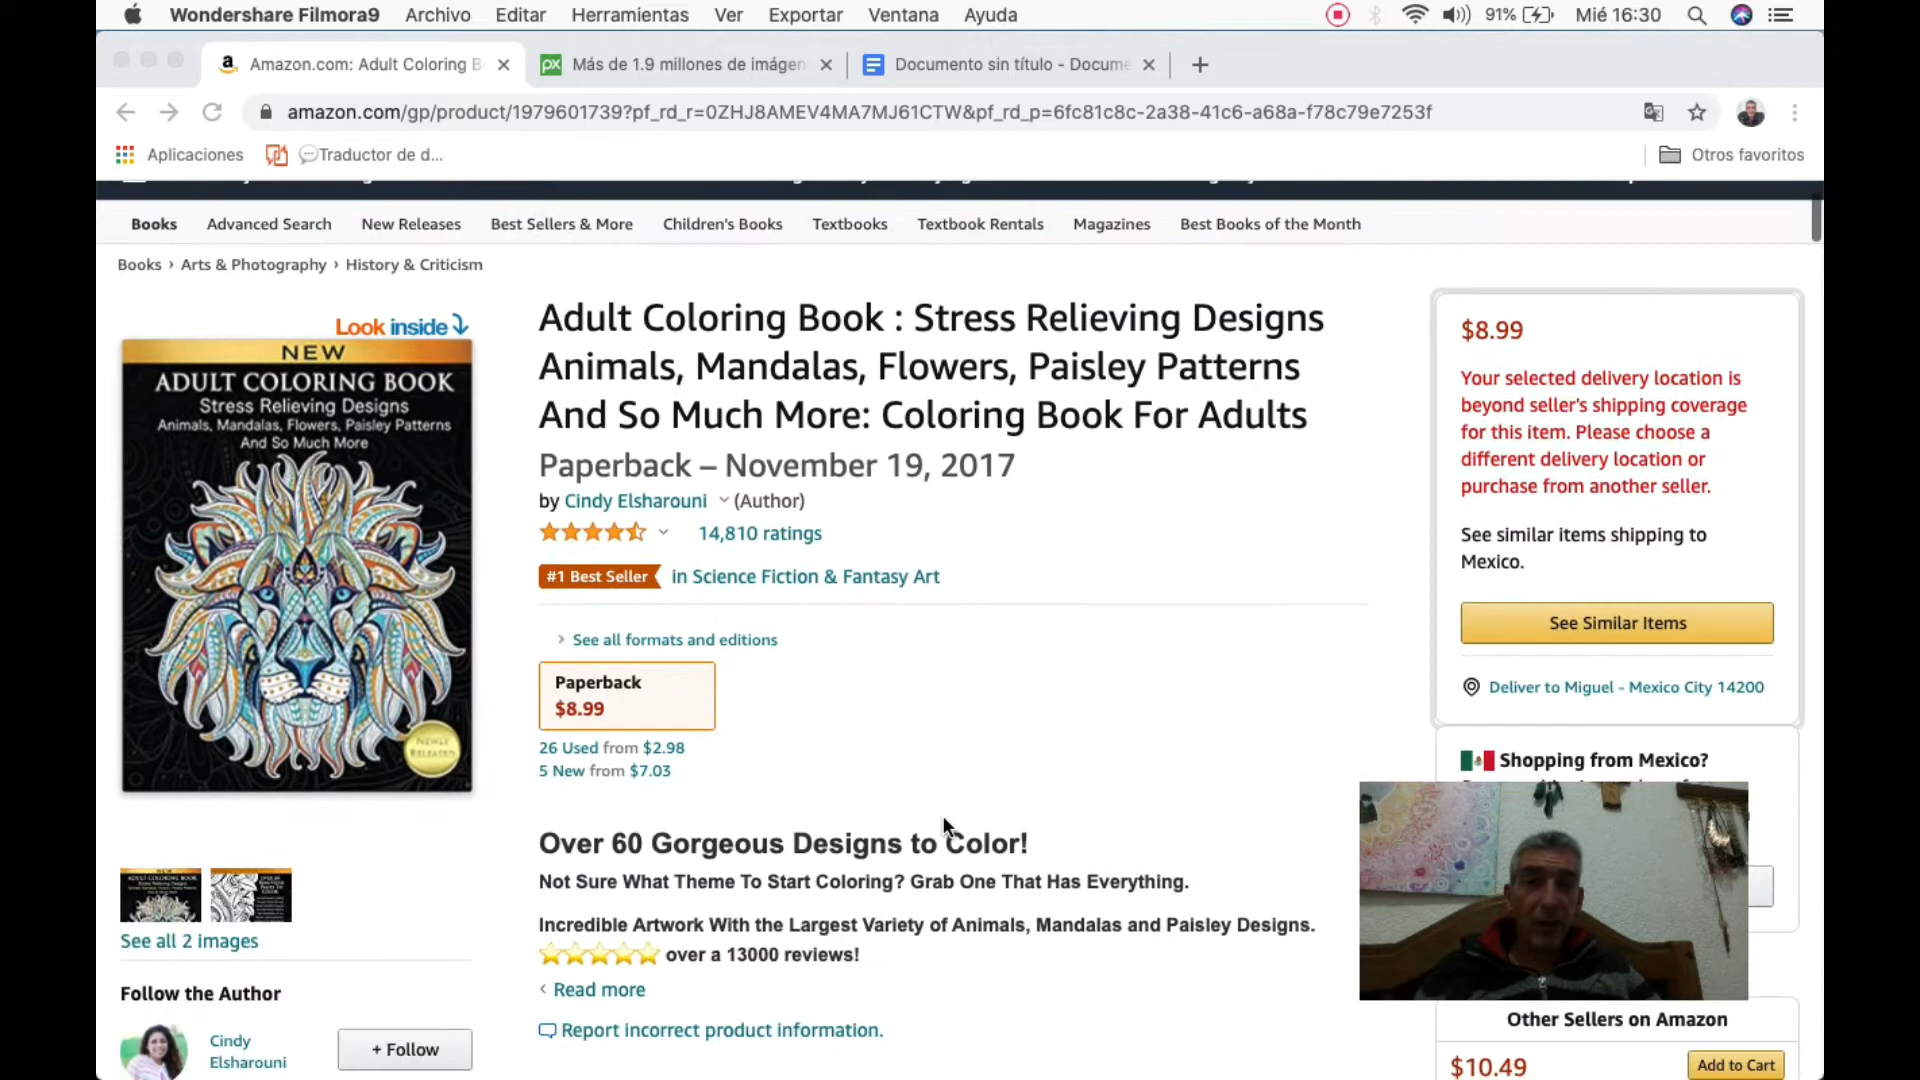 Wondershare Filmora9 Archivo Editar Herramientas Ver Exportar Ventana Ayuda 91% Mié 16:30
Amazon.com: Adult Coloring B
Más de 1.9 millones de imágen
Documento sin título - Docume
amazon.com/gp/product/1979601739?pf_rd_r=0ZHJ8AMEV4MA7MJ61CTW&pf_rd_p=6fc81c8c-2a38-41c6-a68a-f78c79e7253f
Aplicaciones Traductor de d... Otros favoritos
Books Advanced Search New Releases Best Sellers & More Children's Books Textbooks Textbook Rentals Magazines Best Books of the Month
Books › Arts & Photography › History & Criticism
Look inside
NEW
ADULT COLORING BOOK
Stress Relieving Designs
Animals, Mandalas, Flowers, Paisley Patterns
And So Much More
NEWLY
RELEASED
See all 2 images
Follow the Author
Cindy
Elsharouni
+ Follow
Adult Coloring Book : Stress Relieving Designs
Animals, Mandalas, Flowers, Paisley Patterns
And So Much More: Coloring Book For Adults
Paperback – November 19, 2017
by Cindy Elsharouni (Author)
14,810 ratings
#1 Best Seller in Science Fiction & Fantasy Art
› See all formats and editions
Paperback
$8.99
26 Used from $2.98
5 New from $7.03
Over 60 Gorgeous Designs to Color!
Not Sure What Theme To Start Coloring? Grab One That Has Everything.
Incredible Artwork With the Largest Variety of Animals, Mandalas and Paisley Designs.
over a 13000 reviews!
‹ Read more
Report incorrect product information.
$8.99
Your selected delivery location is
beyond seller's shipping coverage
for this item. Please choose a
different delivery location or
purchase from another seller.
See similar items shipping to
Mexico.
See Similar Items
Deliver to Miguel - Mexico City 14200
Shopping from Mexico?
Other Sellers on Amazon
$10.49
Add to Cart